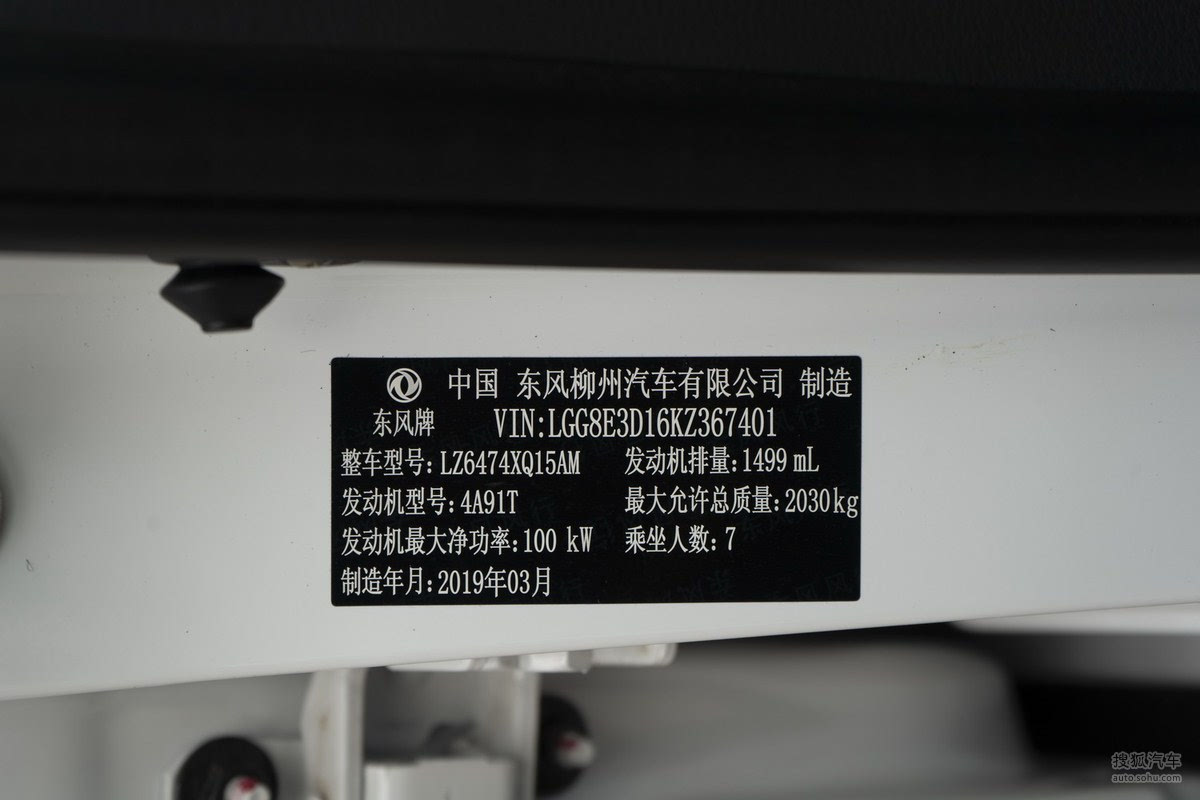 中国 东风柳州汽车有限公司 制造
东风牌 VIN:LGG8E3D16KZ367401
整车型号:LZ6474XQ15AM 发动机排量:1499 mL
发动机型号:4A91T 最大允许总质量:2030kg
发动机最大净功率:100 kW 乘坐人数:7
制造年月:2019年03月
搜狐汽车
auto.sohu.com